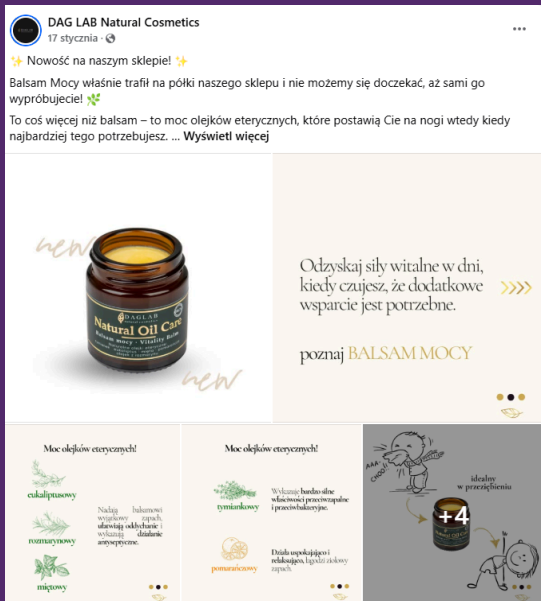 DAG LAB Natural Cosmetics
17 stycznia ·
Nowość na naszym sklepie!
Balsam Mocy właśnie trafił na półki naszego sklepu i nie możemy się doczekać, aż sami go
wypróbujecie!
To coś więcej niż balsam – to moc olejków eterycznych, które postawią Cie na nogi wtedy kiedy
najbardziej tego potrzebujesz. ... Wyświetl więcej
new
DAGLAB
Natural Oil Care
Balsam mocy · Vitality Balm
new
Odzyskaj siły witalne w dni,
kiedy czujesz, że dodatkowe
wsparcie jest potrzebne.
poznaj BALSAM MOCY
Moc olejków eterycznych!
eukaliptusowy
rozmarynowy
miętowy
Nadają balsamowi
wyjątkowy zapach,
ułatwiają oddychanie i
wykazują działanie
antyseptyczne.
Moc olejków eterycznych!
tymiankowy
Wykazuje bardzo silne
właściwości przeciwzapalne
i przeciwbakteryjne.
pomarańczowy
Działa uspokajająco i
relaksująco, łagodzi ziołowy
zapach.
AAA-
CHOO!!
idealny
w przeziębieniu
+4
Natural Oil Care